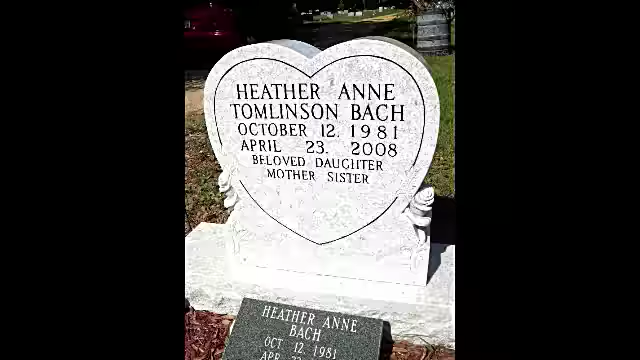 HEATHER ANNE
TOMLINSON BACH
OCTOBER 12. 1981
APRIL 23. 2008
BELOVED DAUGHTER
MOTHER SISTER
HEATHER ANNE
BACH
OCT 12, 1981
APR